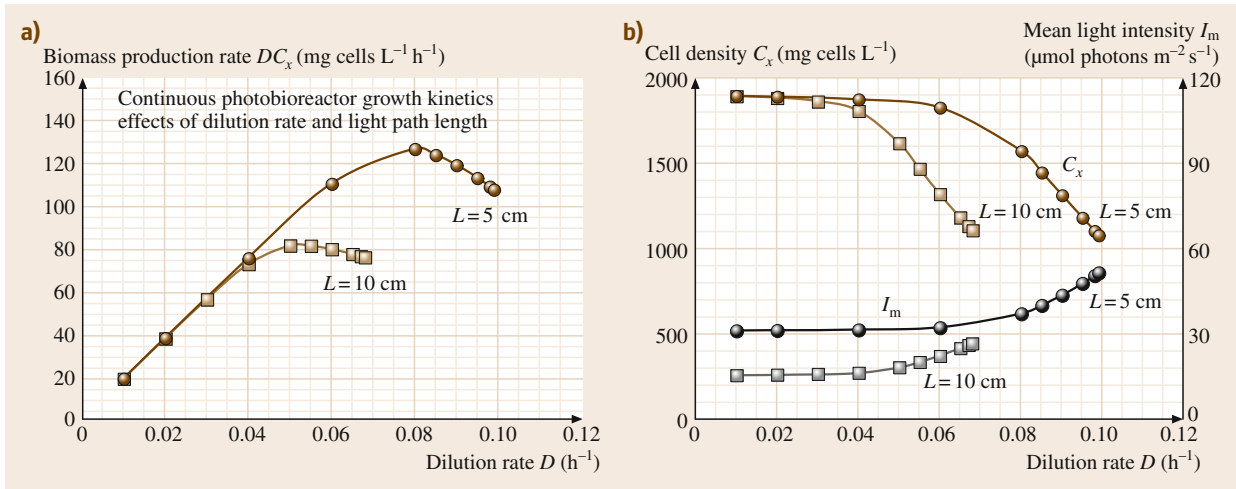 a)
Biomass production rate DCₓ (mg cells L⁻¹ h⁻¹)
160
140
120
100
80
60
40
20
0
Continuous photobioreactor growth kinetics
effects of dilution rate and light path length
L = 5 cm
L = 10 cm
0 0.02 0.04 0.06 0.08 0.10 0.12
Dilution rate D (h⁻¹)
b)
Cell density Cₓ (mg cells L⁻¹)
Mean light intensity Iₘ
(μmol photons m⁻² s⁻¹)
2000
1500
1000
500
0
120
90
60
30
0
Cₓ
L = 10 cm
L = 5 cm
Iₘ
L = 5 cm
L = 10 cm
0 0.02 0.04 0.06 0.08 0.10 0.12
Dilution rate D (h⁻¹)